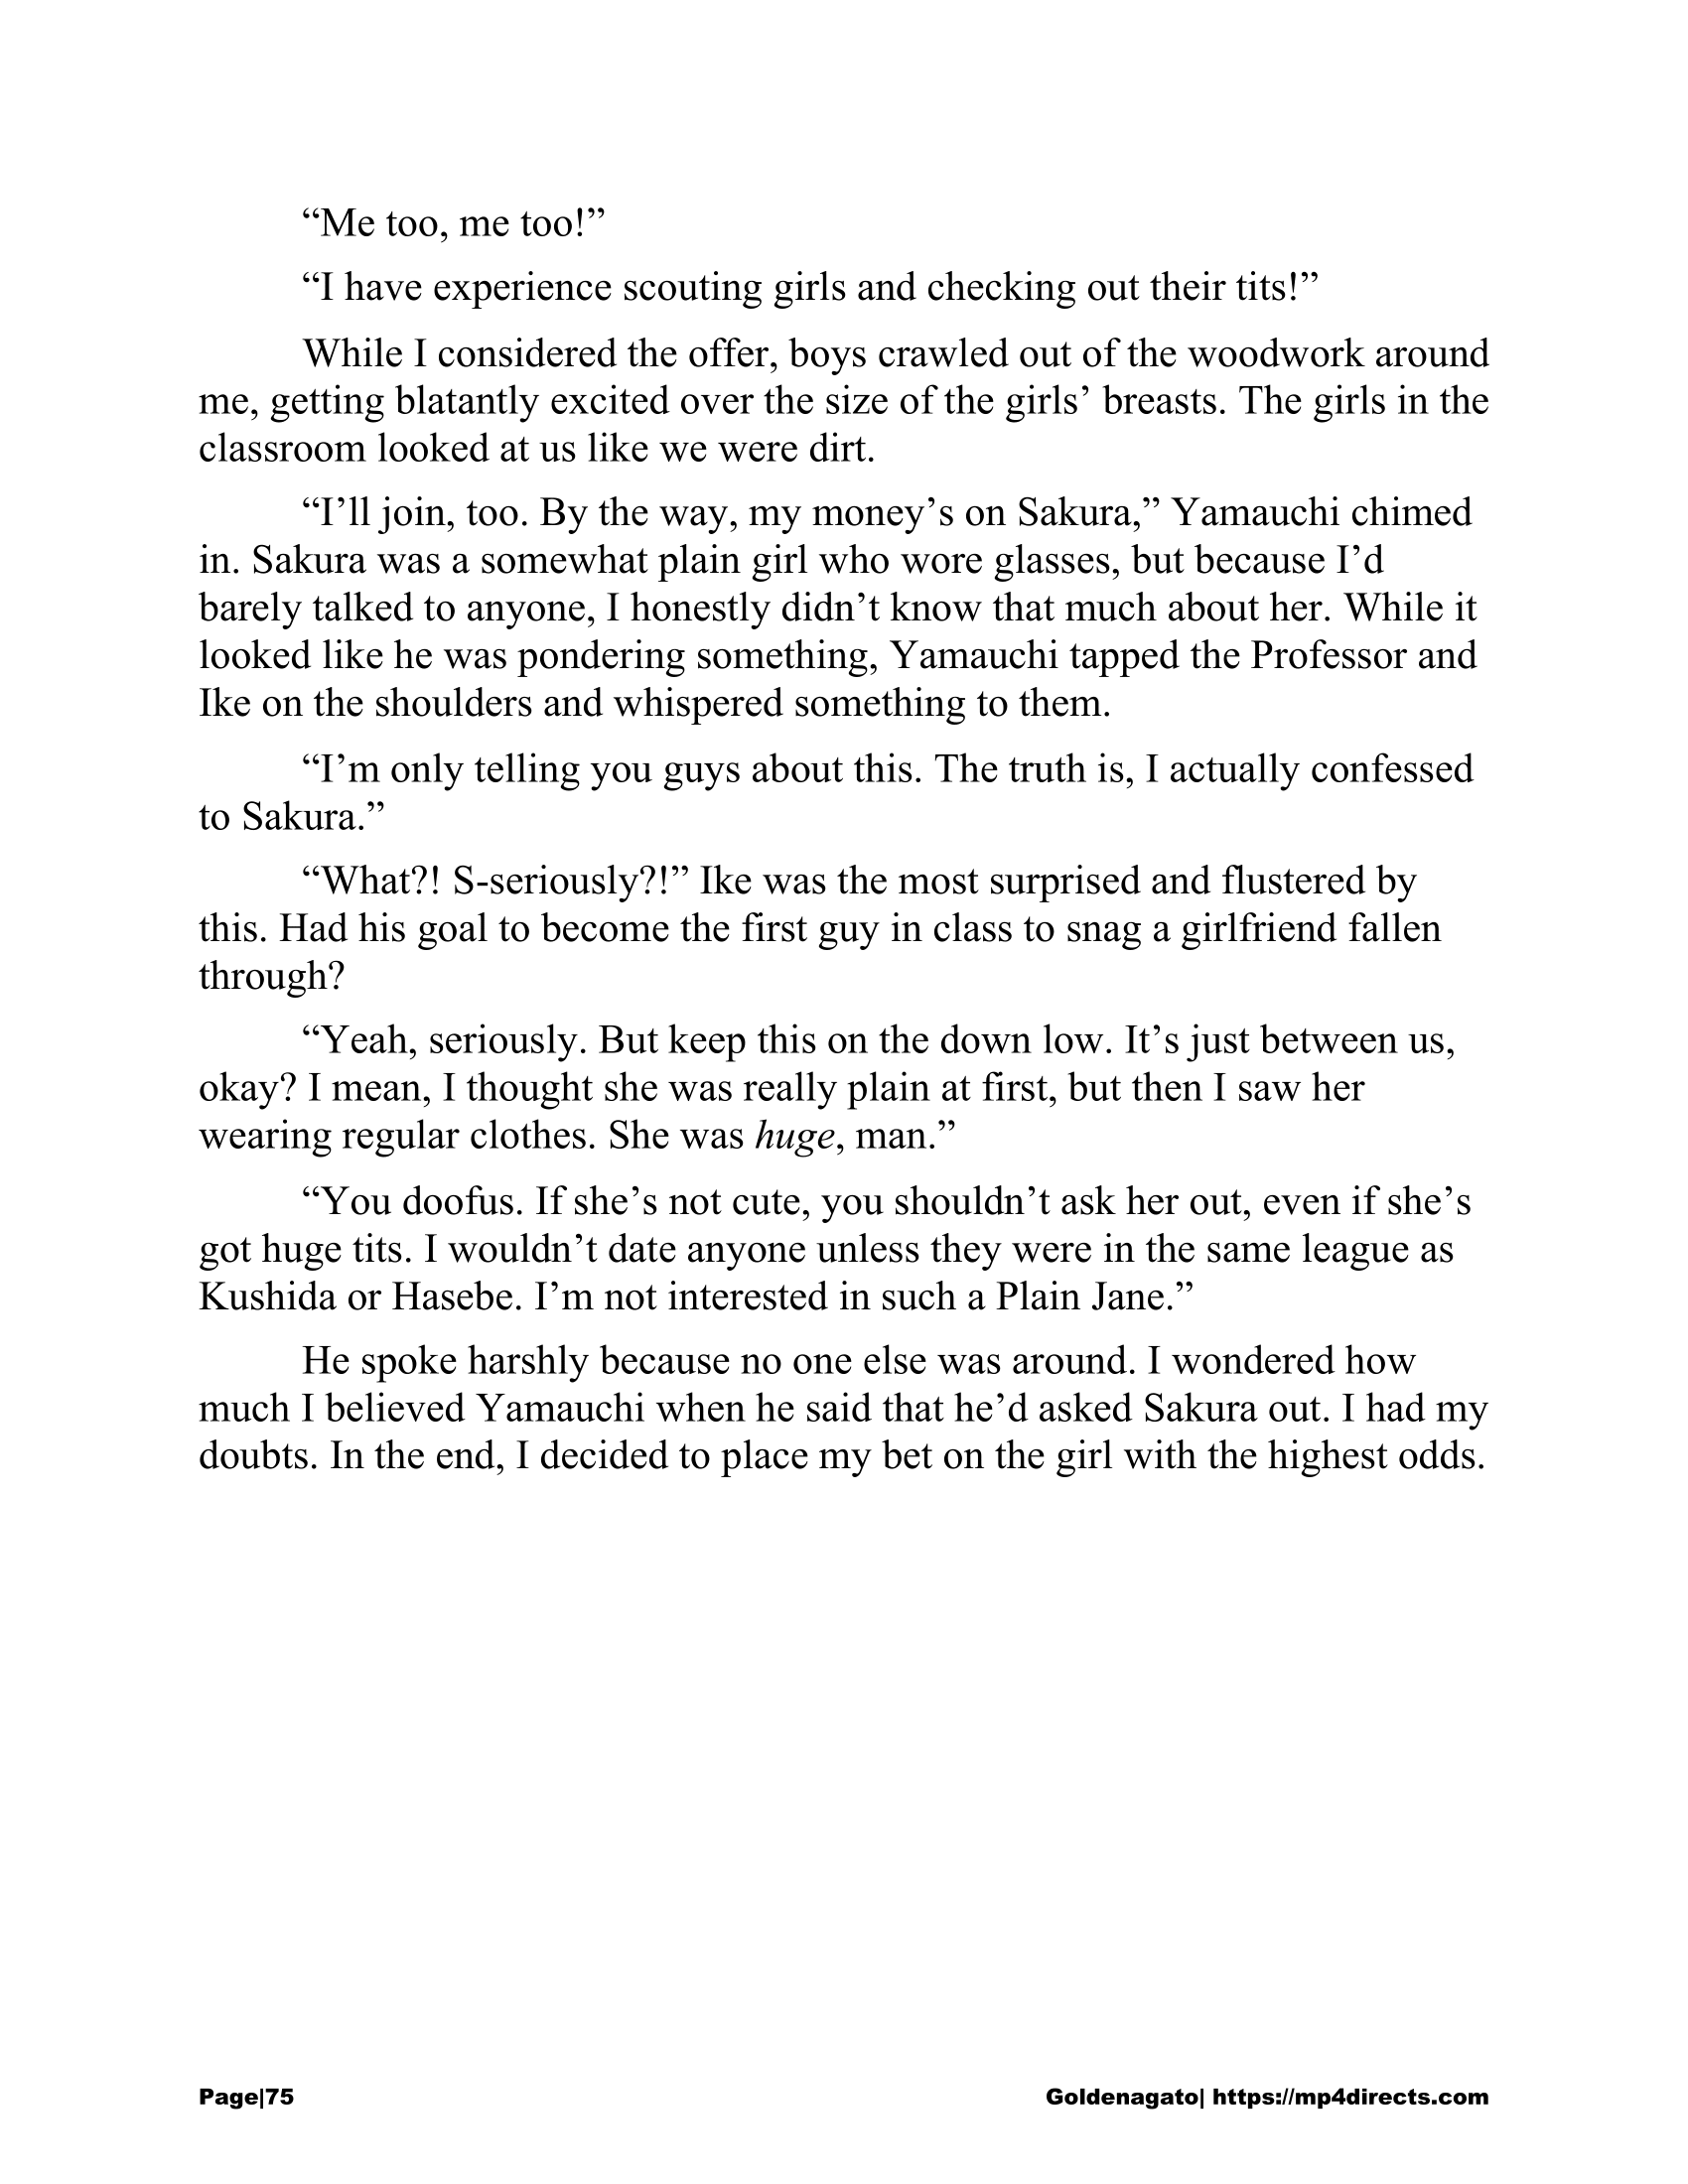 “Me too, me too!”
“I have experience scouting girls and checking out their tits!”
While I considered the offer, boys crawled out of the woodwork around
me, getting blatantly excited over the size of the girls’ breasts. The girls in the
classroom looked at us like we were dirt.
“I’ll join, too. By the way, my money’s on Sakura,” Yamauchi chimed
in. Sakura was a somewhat plain girl who wore glasses, but because I’d
barely talked to anyone, I honestly didn’t know that much about her. While it
looked like he was pondering something, Yamauchi tapped the Professor and
Ike on the shoulders and whispered something to them.
“I’m only telling you guys about this. The truth is, I actually confessed
to Sakura.”
“What?! S-seriously?!” Ike was the most surprised and flustered by
this. Had his goal to become the first guy in class to snag a girlfriend fallen
through?
“Yeah, seriously. But keep this on the down low. It’s just between us,
okay? I mean, I thought she was really plain at first, but then I saw her
wearing regular clothes. She was huge, man.”
“You doofus. If she’s not cute, you shouldn’t ask her out, even if she’s
got huge tits. I wouldn’t date anyone unless they were in the same league as
Kushida or Hasebe. I’m not interested in such a Plain Jane.”
He spoke harshly because no one else was around. I wondered how
much I believed Yamauchi when he said that he’d asked Sakura out. I had my
doubts. In the end, I decided to place my bet on the girl with the highest odds.
Page|75 Goldenagato| https://mp4directs.com